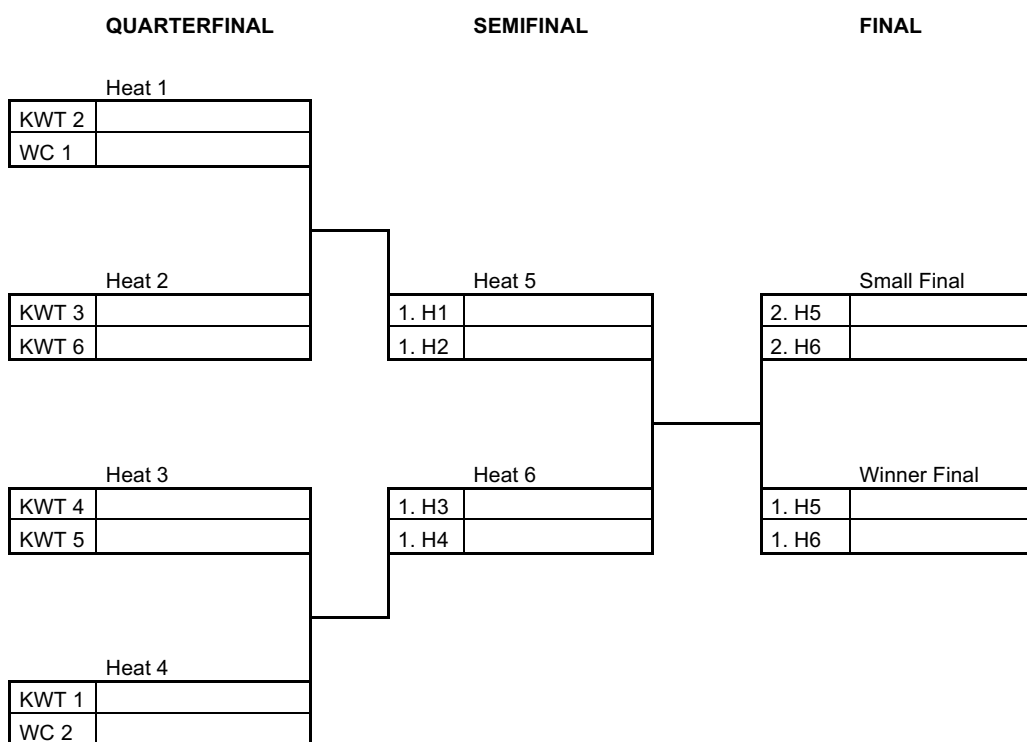 QUARTERFINAL SEMIFINAL FINAL
Heat 1
KWT 2
WC 1
Heat 2 Heat 5 Small Final
KWT 3 1. H1 2. H5
KWT 6 1. H2 2. H6
Heat 3 Heat 6 Winner Final
KWT 4 1. H3 1. H5
KWT 5 1. H4 1. H6
Heat 4
KWT 1
WC 2